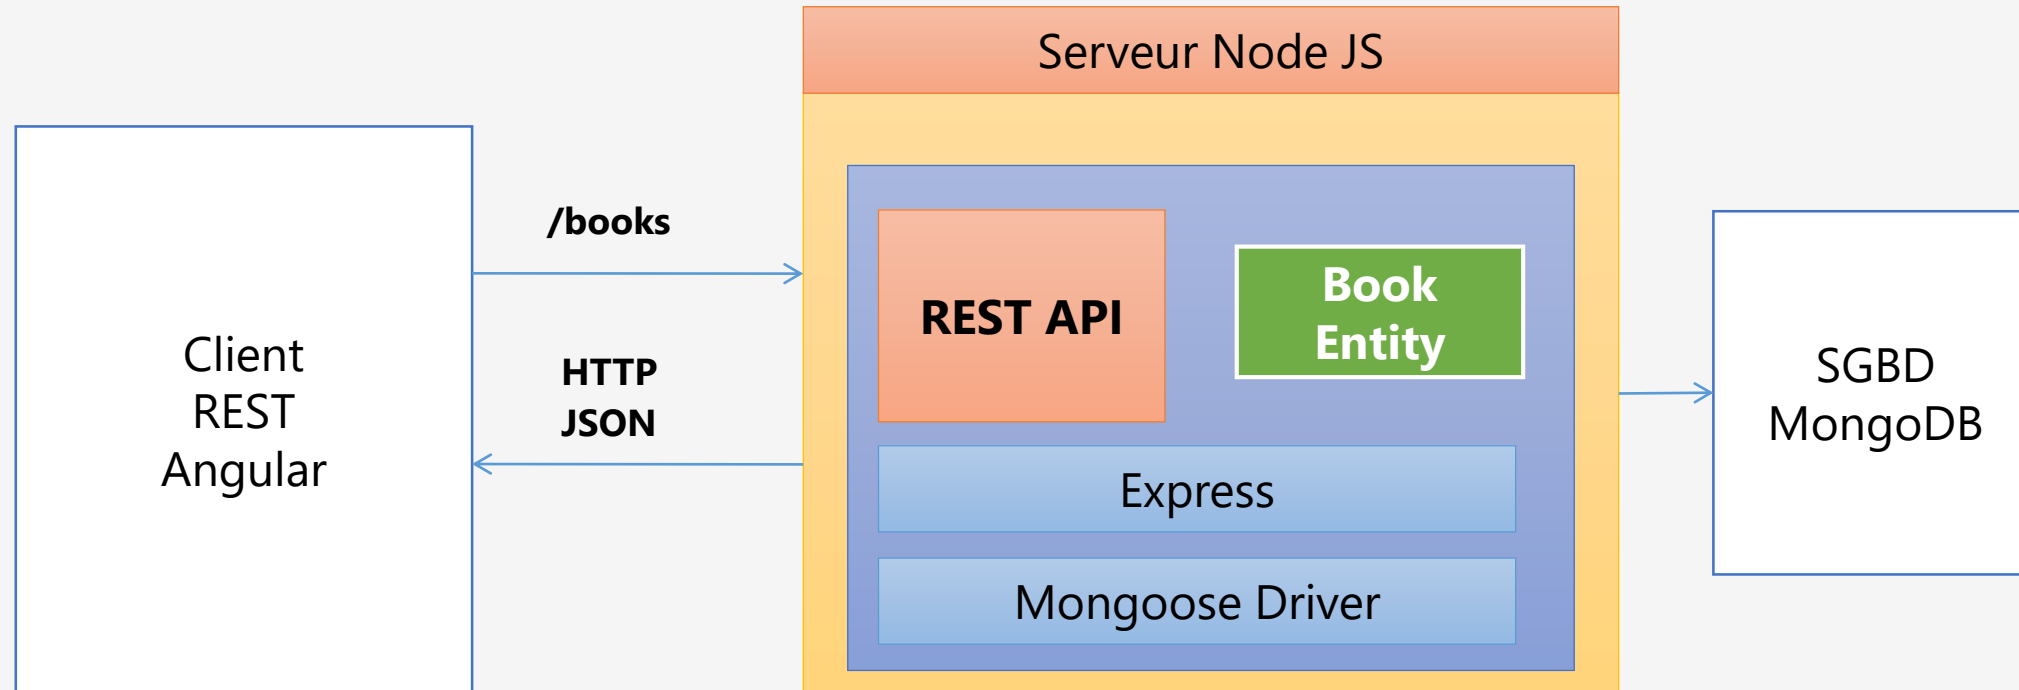 Serveur Node JS
/books
HTTP
JSON
Client
REST
Angular
REST API
Book
Entity
Express
Mongoose Driver
SGBD
MongoDB